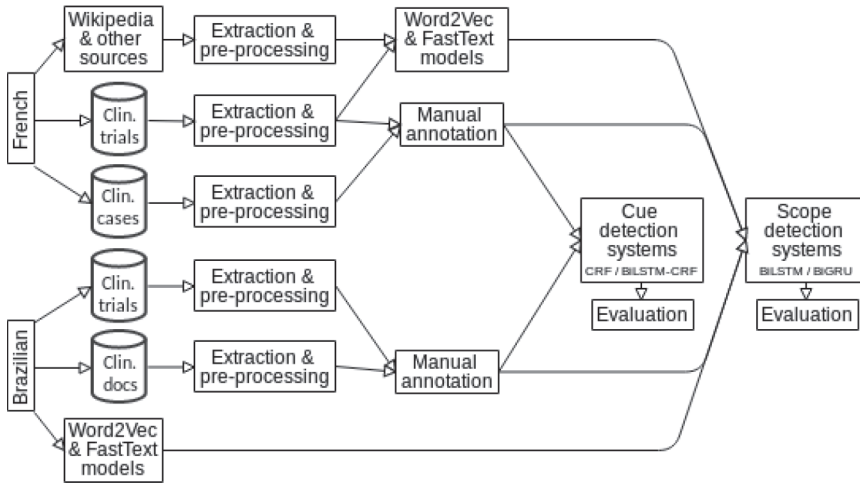 French
Wikipedia
& other
sources
Extraction &
pre-processing
Word2Vec
& FastText
models
Clin.
trials
Extraction &
pre-processing
Manual
annotation
Clin.
cases
Extraction &
pre-processing
Brazilian
Clin.
trials
Extraction &
pre-processing
Clin.
docs
Extraction &
pre-processing
Manual
annotation
Word2Vec
& FastText
models
Cue
detection
systems
CRF / BiLSTM-CRF
Evaluation
Scope
detection
systems
BiLSTM / BiGRU
Evaluation